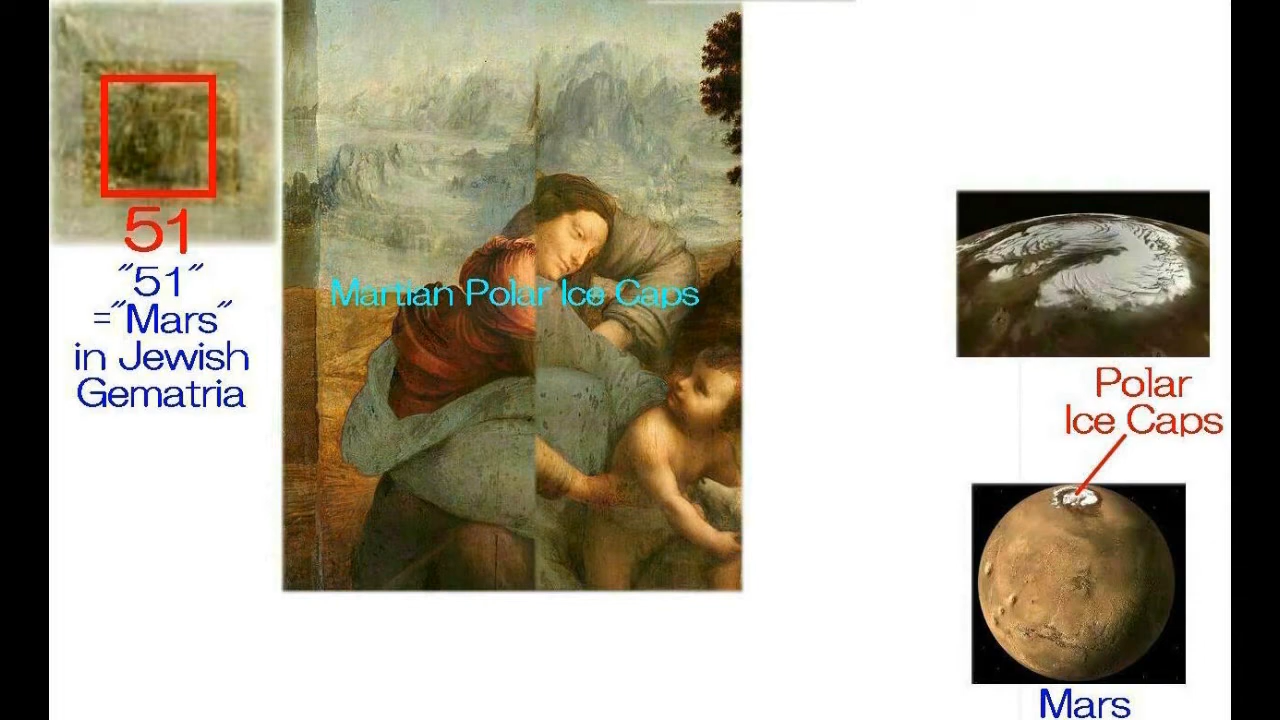 51
"51"
="Mars"
in Jewish
Gematria
Martian Polar Ice Caps
Polar
Ice Caps
Mars